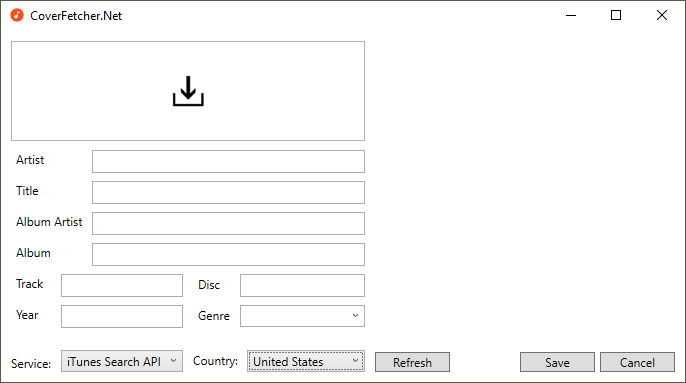 CoverFetcher.Net
Artist
Title
Album Artist
Album
Track
Disc
Year
Genre
Service: iTunes Search API Country: United States Refresh Save Cancel